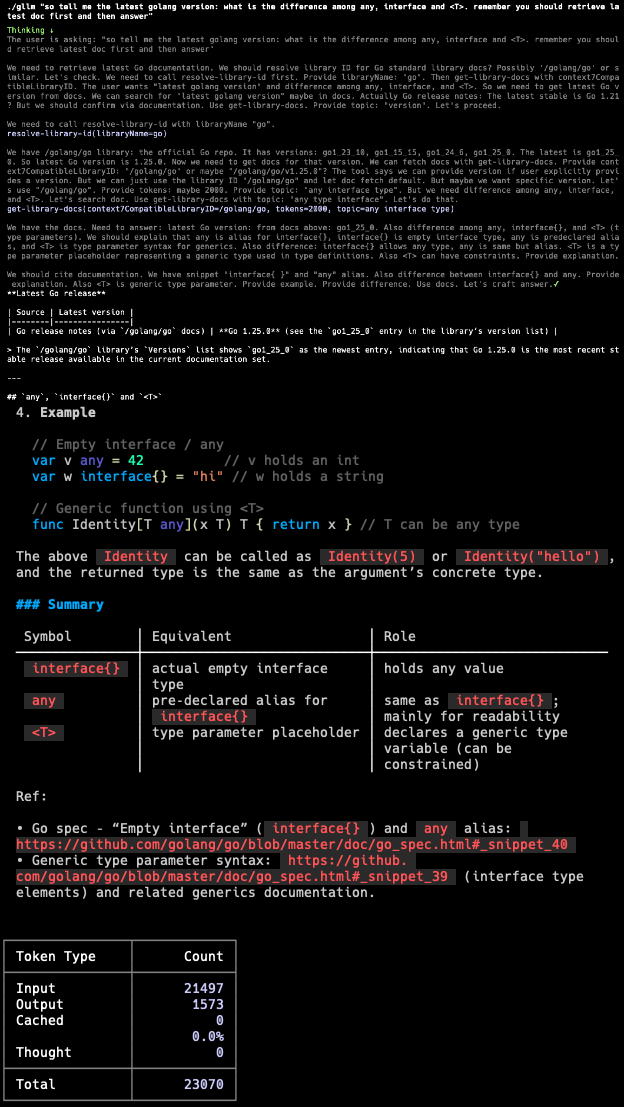 ./gllm "so tell me the latest golang version: what is the difference among any, interface and <T>. remember you should retrieve la
test doc first and then answer"
Thinking ↓
The user is asking: "so tell me the latest golang version: what is the difference among any, interface and <T>. remember you shoul
d retrieve latest doc first and then answer"
We need to retrieve latest Go documentation. We should resolve library ID for Go standard library docs? Possibly '/golang/go' or s
imilar. Let's check. We need to call resolve-library-id first. Provide libraryName: 'go'. Then get-library-docs with context7Compa
tibleLibraryID. The user wants "latest golang version" and difference among any, interface, and <T>. So we need to get latest Go v
ersion from docs. We can search for 'latest golang version" maybe in docs. Actually Go release notes: The latest stable is Go 1.21
? But we should confirm via documentation. Use get-library-docs. Provide topic: "version". Let's proceed.
We need to call resolve-library-id with libraryName "go".
resolve-library-id(libraryName=go)
We have /golang/go library: the official Go repo. It has versions: go1_23_10, go1_15_15, go1_24_6, go1_25_0. The latest is go1_25_
0. So latest Go version is 1.25.0. Now we need to get docs for that version. We can fetch docs with get-library-docs. Provide cont
ext7CompatibleLibraryID: '/golang/go' or maybe "/golang/go/v1.25.0"? The tool says we can provide version if user explicitly provi
des a version. But we can just use the library ID "/golang/go" and let doc fetch default. But maybe we want specific version. Let'
s use "/golang/go". Provide tokens: maybe 2000. Provide topic: "any interface type". But we need difference among any, interface,
and <T>. Let's search doc. Use get-library-docs with topic: "any type interface". Let's do that.
get-library-docs(context7CompatibleLibraryID=/golang/go, tokens=2000, topic=any interface type)
We have the docs. Need to answer: latest Go version: from docs above: go1_25_0. Also difference among any, interface{}, and <T> (t
ype parameters). We should explain that any is alias for interface{}, interface{} is empty interface type, any is predeclared alia
s, and <T> is type parameter syntax for generics. Also difference: interface{} allows any type, any is same but alias. <T> is a ty
pe parameter placeholder representing a generic type used in type definitions. Also <T> can have constraints. Provide explanation.
We should cite documentation. We have snippet "interface{ }" and "any" alias. Also difference between interface{} and any. Provide
explanation. Also <T> is generic type parameter. Provide example. Provide difference. Use docs. Let's craft answer.✓
**Latest Go release**
| Source | Latest version |
|--------|----------------|
| Go release notes (via `/golang/go` docs) | **Go 1.25.0** (see the `go1_25_0` entry in the library's version list) |
> The `/golang/go` library's `Versions` list shows `go1_25_0` as the newest entry, indicating that Go 1.25.0 is the most recent st
able release available in the current documentation set.
---
## `any`, `interface{}` and `<T>`
4. Example
// Empty interface / any
var v any = 42 // v holds an int
var w interface{} = "hi" // w holds a string
// Generic function using <T>
func Identity[T any](x T) T { return x } // T can be any type
The above Identity can be called as Identity(5) or Identity("hello") ,
and the returned type is the same as the argument's concrete type.
### Summary
Symbol Equivalent Role
interface{} actual empty interface holds any value
type
any pre-declared alias for same as interface{} ;
interface{} mainly for readability
<T> type parameter placeholder declares a generic type
variable (can be
constrained)
Ref:
• Go spec - “Empty interface” ( interface{} ) and any alias:
https://github.com/golang/go/blob/master/doc/go_spec.html#_snippet_40
• Generic type parameter syntax: https://github.
com/golang/go/blob/master/doc/go_spec.html#_snippet_39 (interface type
elements) and related generics documentation.
Token Type Count
Input 21497
Output 1573
Cached 0
0.0%
Thought 0
Total 23070